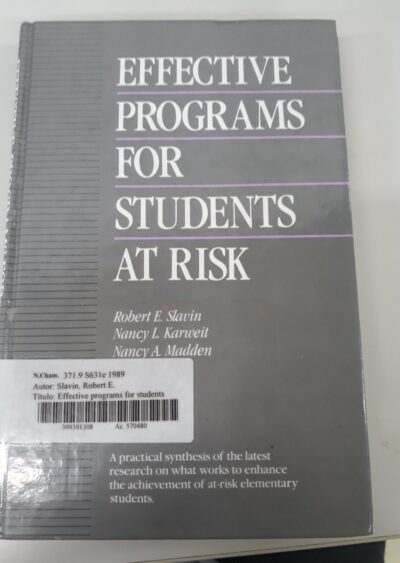 EFFECTIVE
PROGRAMS
FOR
STUDENTS
AT RISK
Robert E. Slavin
Nancy L. Karweit
Nancy A. Madden
N.Cham. 371.9 S631e 1989
Autor: Slavin, Robert E.
Título: Effective programs for students
Ac. 570480
A practical synthesis of the latest
research on what works to enhance
the achievement of at-risk elementary
students.